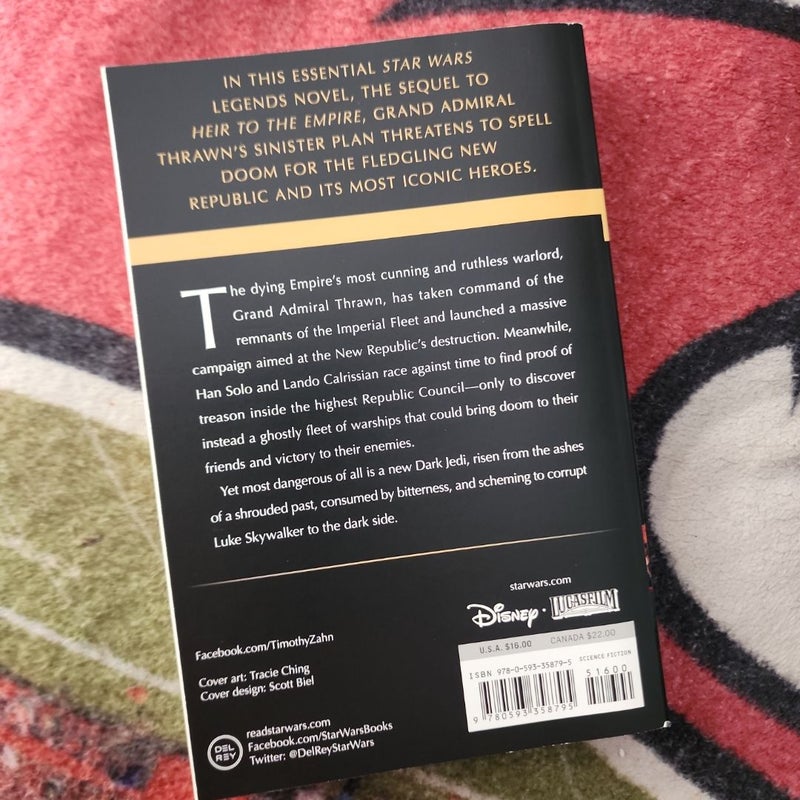 IN THIS ESSENTIAL STAR WARS
LEGENDS NOVEL, THE SEQUEL TO
HEIR TO THE EMPIRE, GRAND ADMIRAL
THRAWN'S SINISTER PLAN THREATENS TO SPELL
DOOM FOR THE FLEDGLING NEW
REPUBLIC AND ITS MOST ICONIC HEROES.
The dying Empire's most cunning and ruthless warlord,
Grand Admiral Thrawn, has taken command of the
remnants of the Imperial Fleet and launched a massive
campaign aimed at the New Republic's destruction. Meanwhile,
Han Solo and Lando Calrissian race against time to find proof of
treason inside the highest Republic Council—only to discover
instead a ghostly fleet of warships that could bring doom to their
friends and victory to their enemies.
Yet most dangerous of all is a new Dark Jedi, risen from the ashes
of a shrouded past, consumed by bitterness, and scheming to corrupt
Luke Skywalker to the dark side.
starwars.com
Disney · LUCASFILM
Facebook.com/TimothyZahn
Cover art: Tracie Ching
Cover design: Scott Biel
DEL
REY
readstarwars.com
Facebook.com/StarWarsBooks
Twitter: @DelReyStarWars
U.S.A. $16.00 CANADA $22.00
ISBN 978-0-593-35879-5 SCIENCE FICTION
51600
9 780593 358795